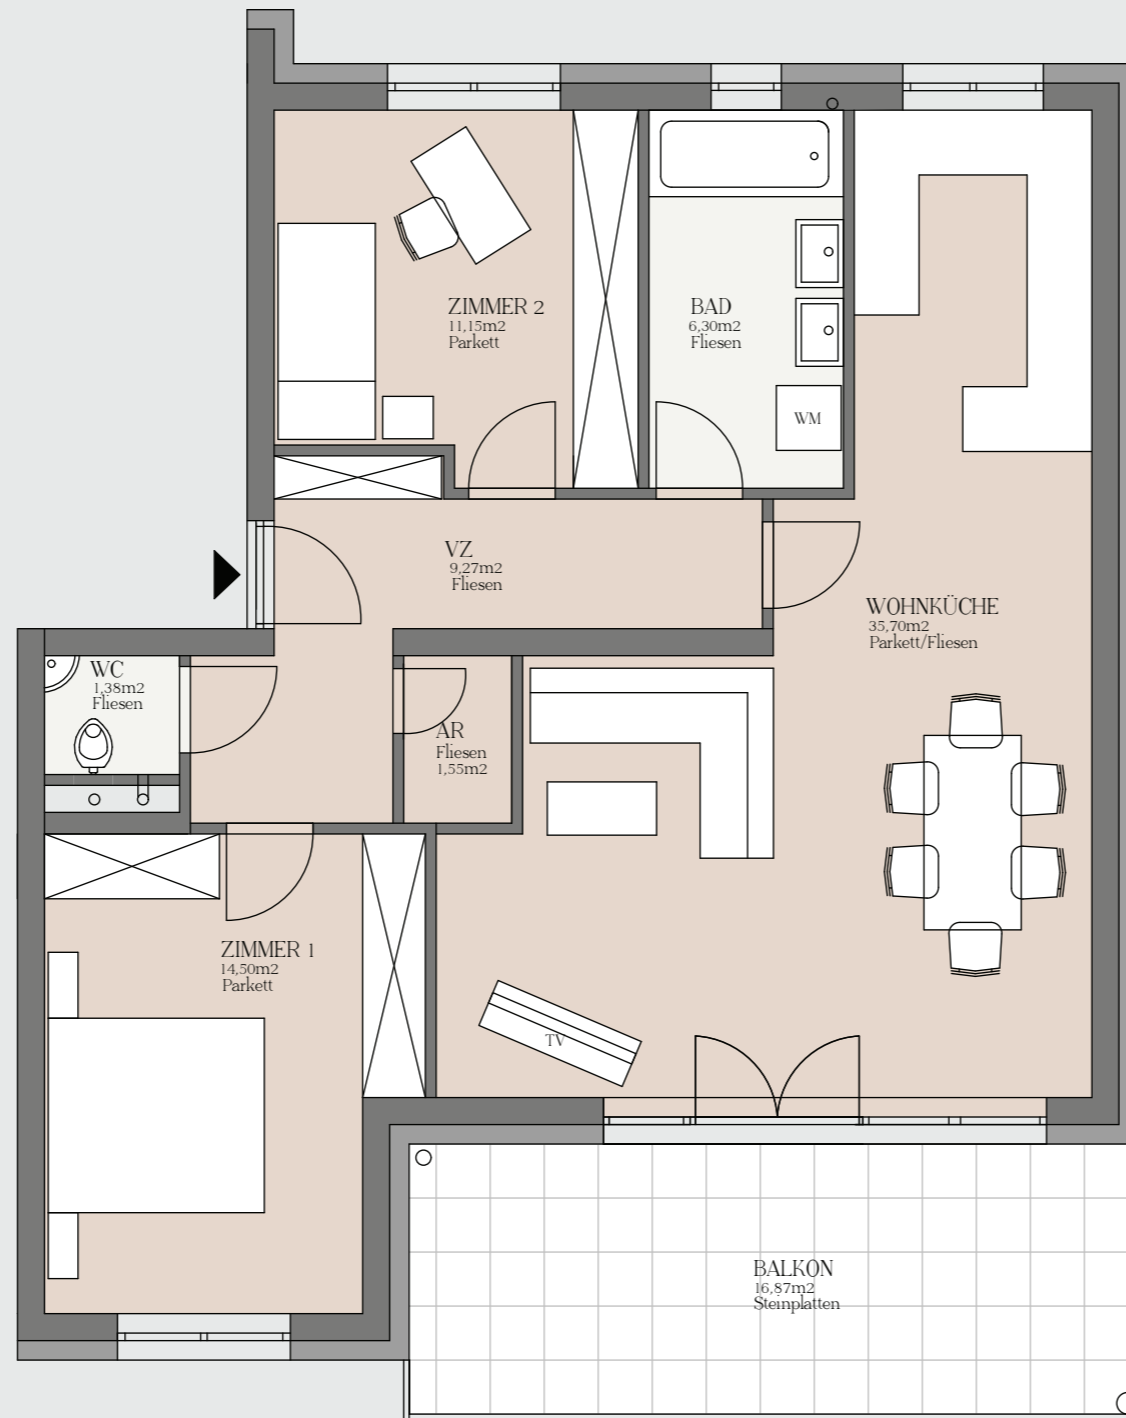 ZIMMER 2
11,15m2
Parkett
BAD
6,30m2
Fliesen
WM
VZ
9,27m2
Fliesen
WOHNKÜCHE
35,70m2
Parkett/Fliesen
WC
1,38m2
Fliesen
AR
Fliesen
1,55m2
ZIMMER 1
14,50m2
Parkett
TV
BALKON
16,87m2
Steinplatten